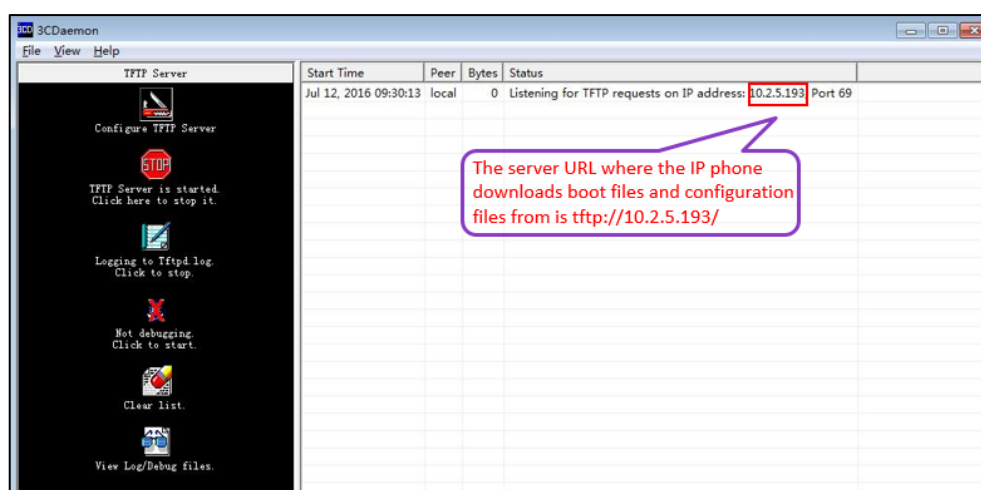 3CD 3CDaemon
File View Help
TFTP Server
Start Time Peer Bytes Status
Jul 12, 2016 09:30:13 local 0 Listening for TFTP requests on IP address: 10.2.5.193, Port 69
Configure TFTP Server
STOP
TFTP Server is started.
Click here to stop it.
Logging to Tftpd.log.
Click to stop.
Not debugging.
Click to start.
Clear list.
View Log/Debug files.
The server URL where the IP phone
downloads boot files and configuration
files from is tftp://10.2.5.193/